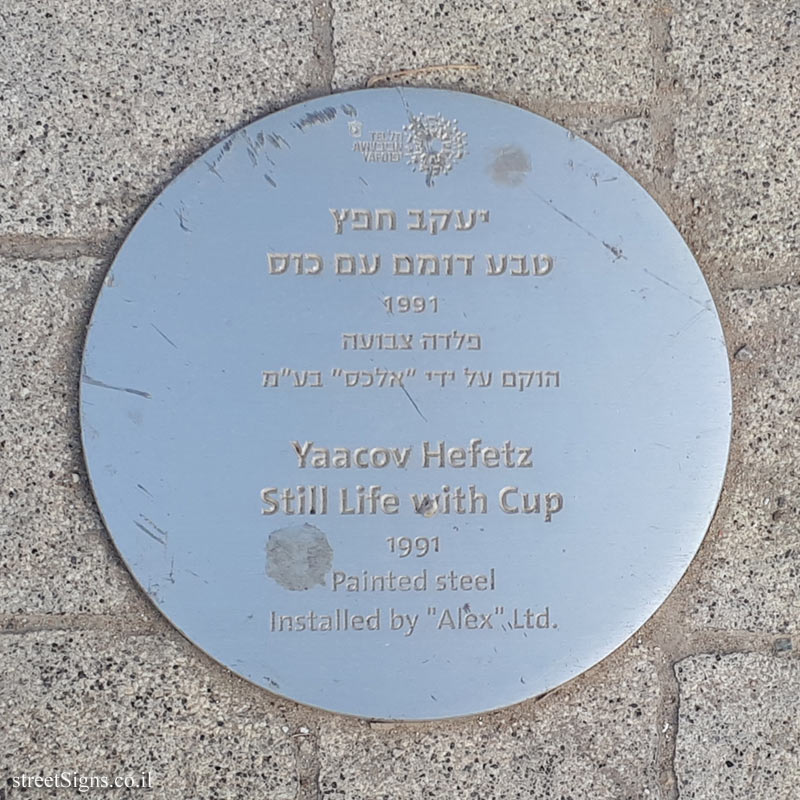 יעקב חפץ
טבע דומם עם כוס
1991
פלדה צבועה
הוקם על ידי "אלכס" בע"מ
Yaacov Hefetz
Still Life with Cup
1991
Painted steel
Installed by "Alex" Ltd.
streetSigns.co.il